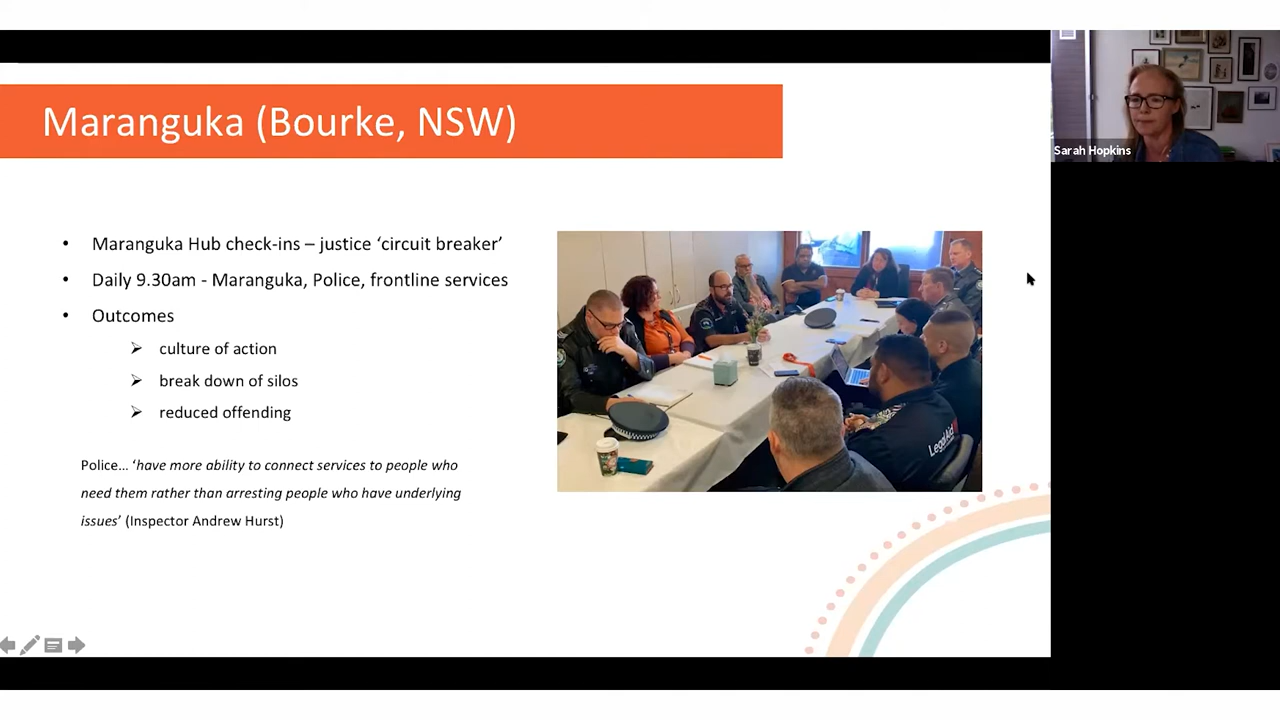 Maranguka (Bourke, NSW)
Sarah Hopkins
• Maranguka Hub check-ins – justice ‘circuit breaker’
• Daily 9.30am - Maranguka, Police, frontline services
• Outcomes
➢ culture of action
➢ break down of silos
➢ reduced offending
Police… ‘have more ability to connect services to people who
need them rather than arresting people who have underlying
issues’ (Inspector Andrew Hurst)
Legal Aid